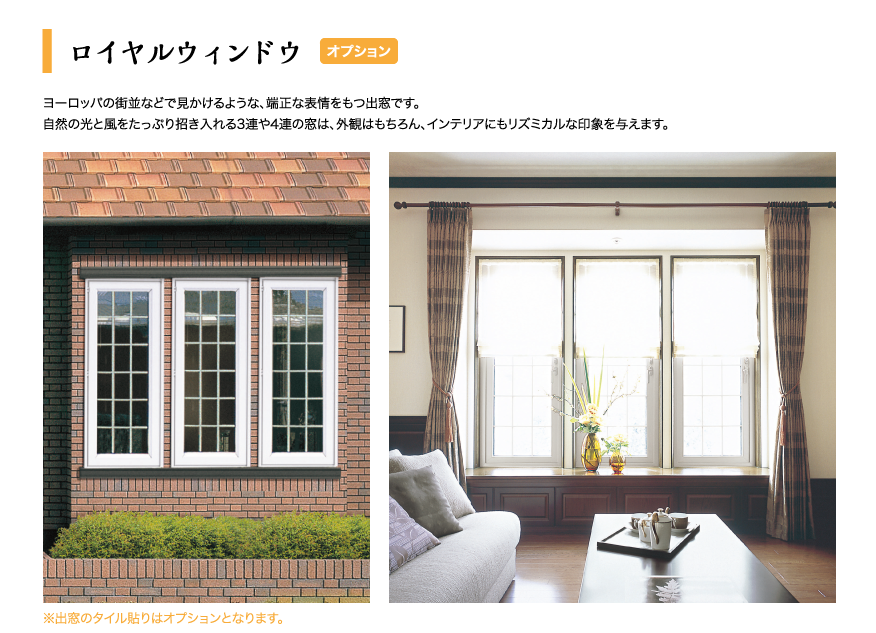 ロイヤルウィンドウ オプション
ヨーロッパの街並などで見かけるような、端正な表情をもつ出窓です。
自然の光と風をたっぷり招き入れる3連や4連の窓は、外観はもちろん、インテリアにもリズミカルな印象を与えます。
※出窓のタイル貼りはオプションとなります。